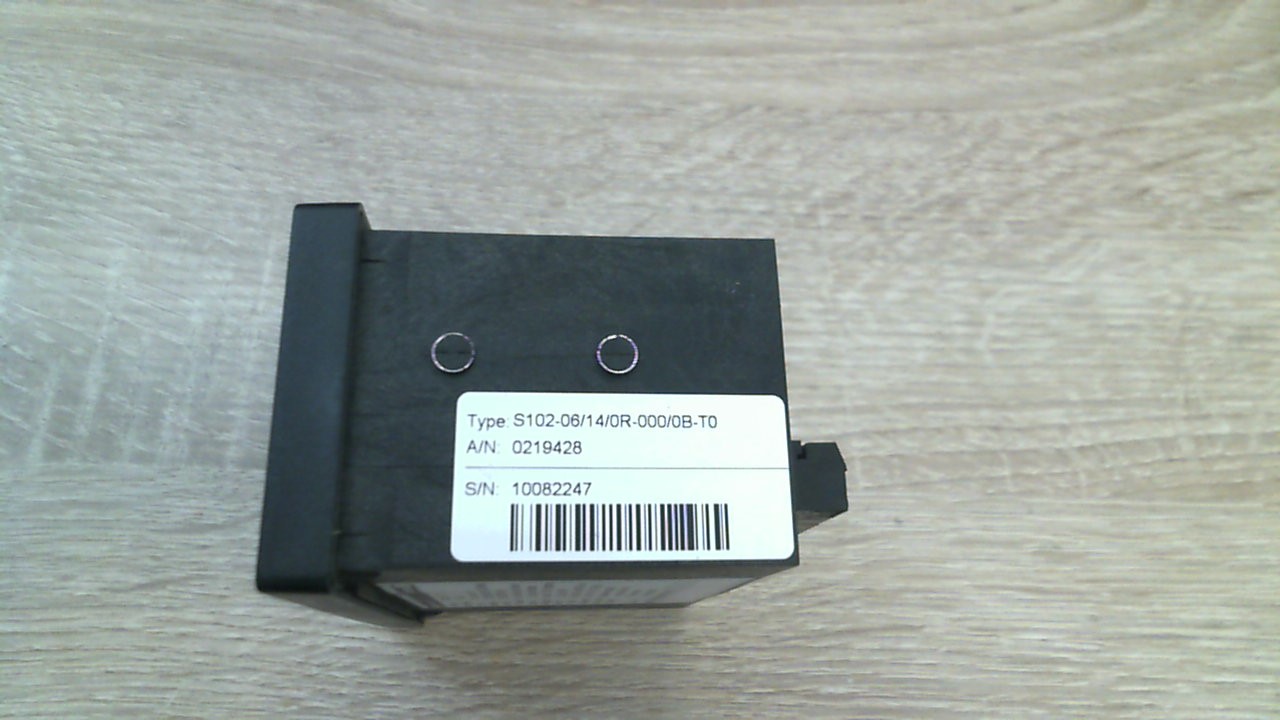 Type: S102-06/14/0R-000/0B-T0
A/N: 0219428
S/N: 10082247